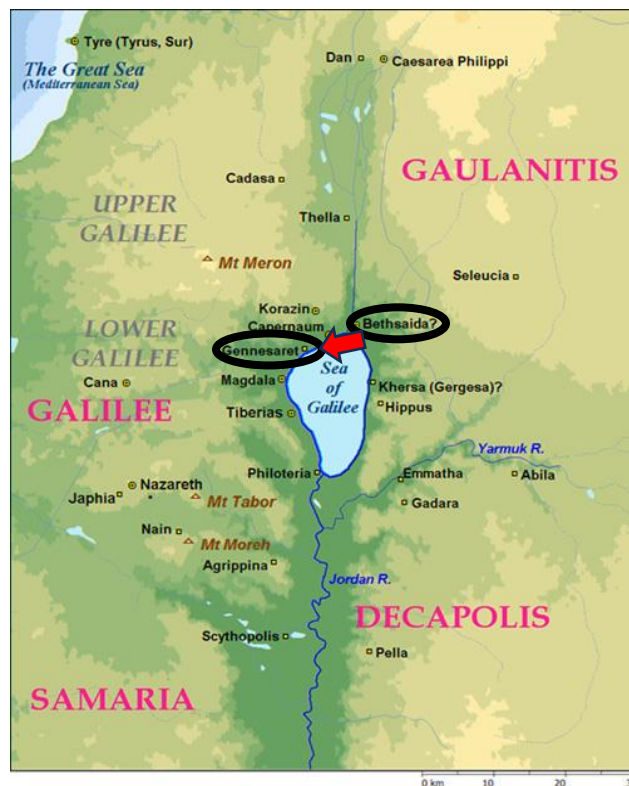 Tyre (Tyrus, Sur)
The Great Sea
(Mediterranean Sea)
Dan
Caesarea Philippi
GAULANITIS
Cadasa
UPPER
GALILEE
Thella
Mt Meron
Seleucia
Korazin
Capernaum
Bethsaida?
LOWER
GALILEE
Gennesaret
Sea
of
Galilee
Magdala
Cana
Khersa (Gergesa)?
Hippus
GALILEE
Tiberias
Yarmuk R.
Philoteria
Emmatha
Abila
Nazareth
Japhia
Mt Tabor
Gadara
Nain
Mt Moreh
Agrippina
Jordan R.
DECAPOLIS
Scythopolis
Pella
SAMARIA
0 km 10 20 3